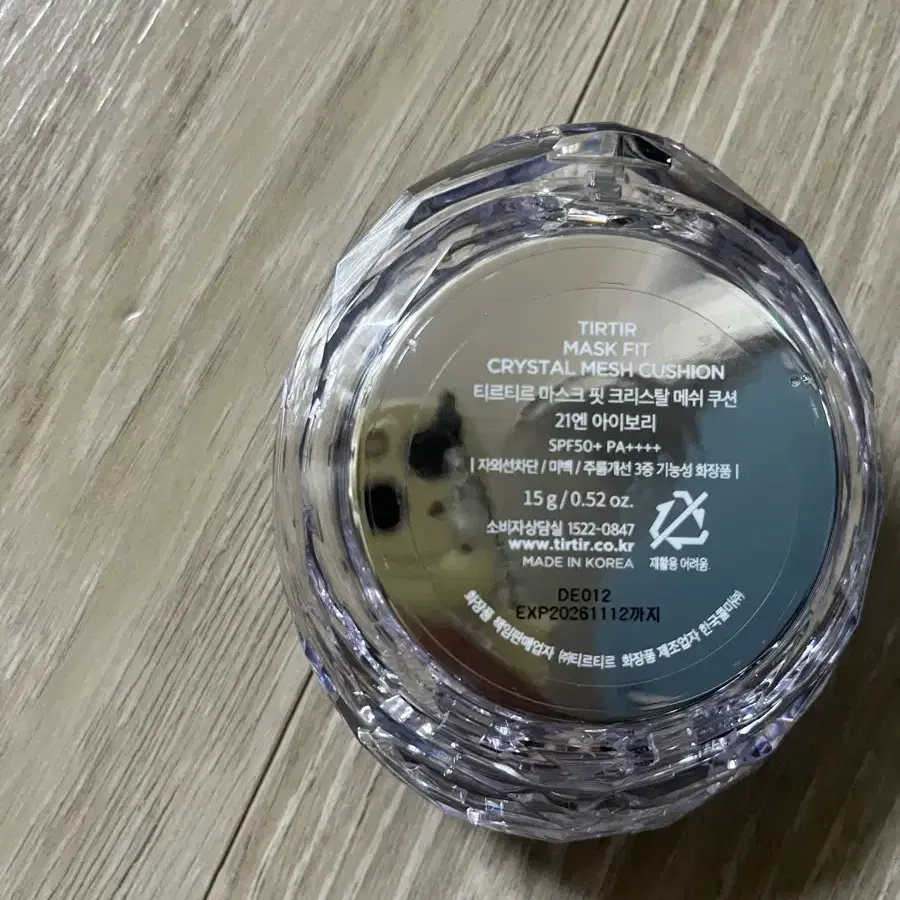 TIRTIR
MASK FIT
CRYSTAL MESH CUSHION
티르티르 마스크 핏 크리스탈 메쉬 쿠션
21엔 아이보리
SPF50+ PA++++
| 자외선차단 / 미백 / 주름개선 3중 기능성 화장품 |
15 g / 0.52 oz.
소비자상담실 1522-0847
www.tirtir.co.kr
MADE IN KOREA
재활용 어려움
DE012
EXP20261112까지
화장품 책임판매업자 ㈜티르티르 화장품 제조업자 한국콜마㈜